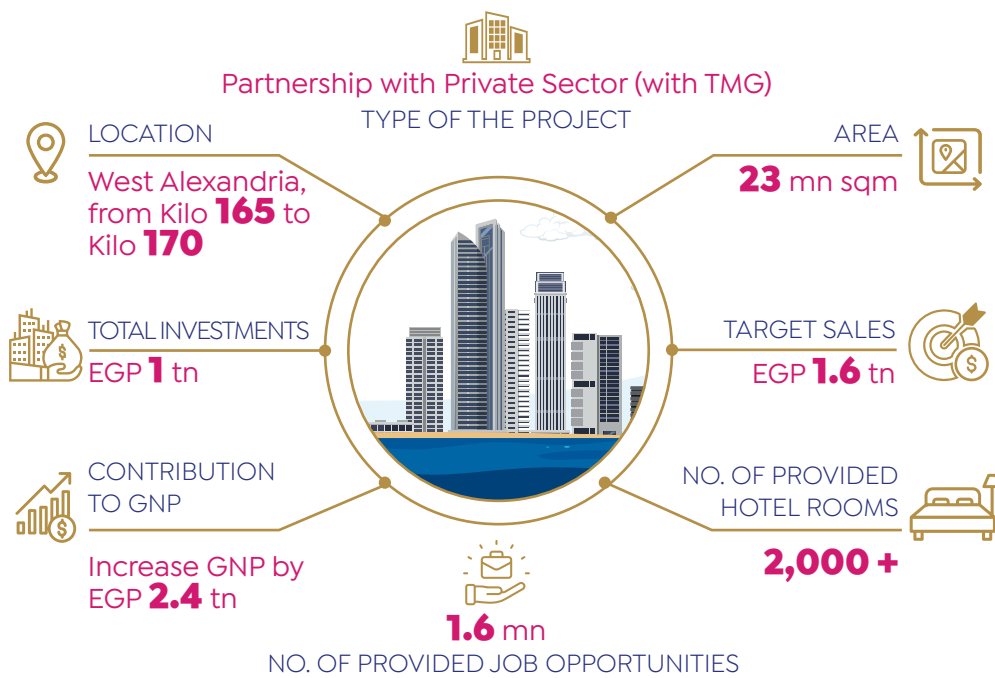 Partnership with Private Sector (with TMG)
TYPE OF THE PROJECT
LOCATION
West Alexandria,
from Kilo 165 to
Kilo 170
AREA
23 mn sqm
TOTAL INVESTMENTS
EGP 1 tn
TARGET SALES
EGP 1.6 tn
CONTRIBUTION
TO GNP
Increase GNP by
EGP 2.4 tn
NO. OF PROVIDED
HOTEL ROOMS
2,000 +
1.6 mn
NO. OF PROVIDED JOB OPPORTUNITIES